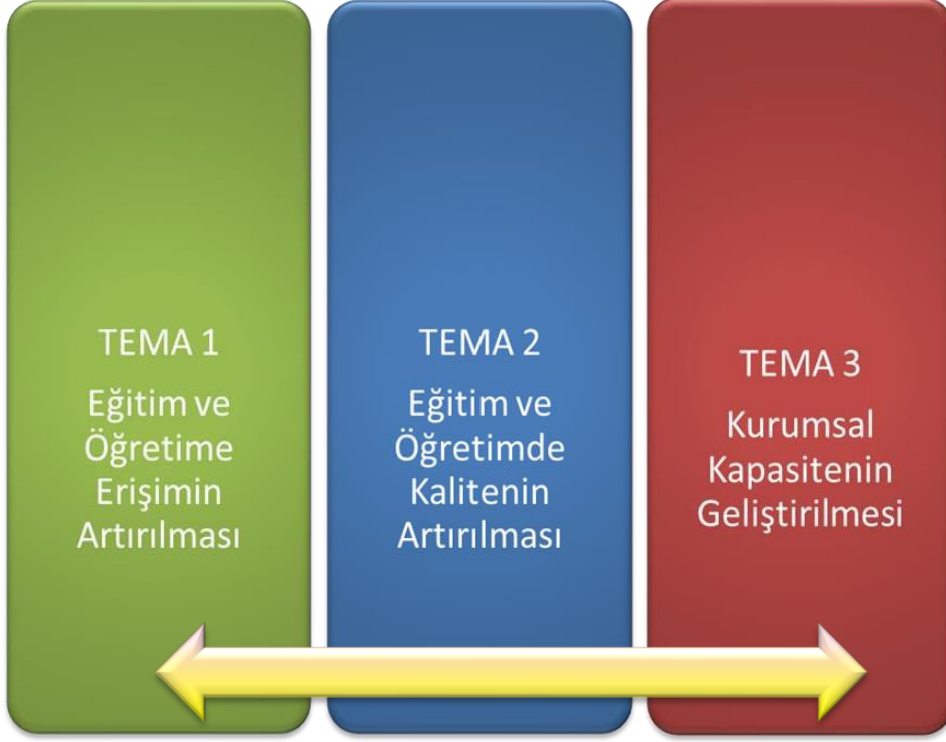 TEMA 1
Eğitim ve
Öğretime
Erişimin
Artırılması
TEMA 2
Eğitim ve
Öğretimde
Kalitenin
Artırılması
TEMA 3
Kurumsal
Kapasitenin
Geliştirilmesi